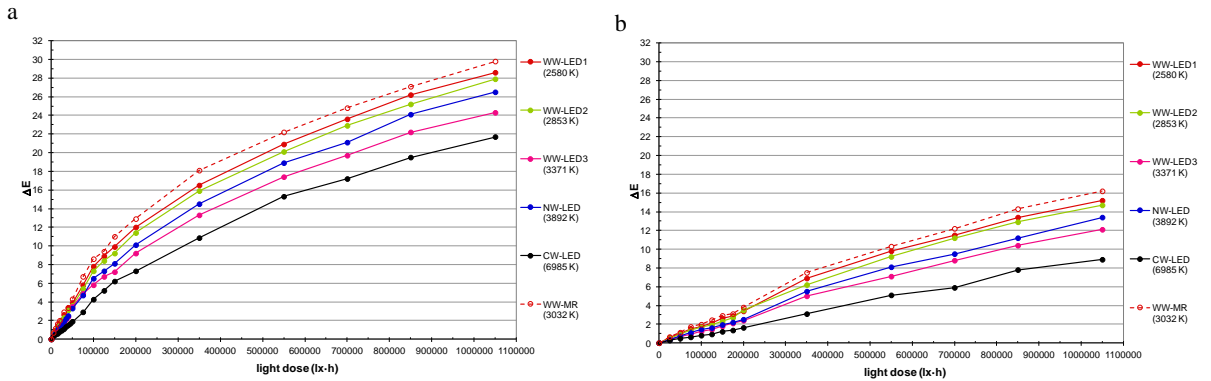 a
32
30
28
26
24
22
20
18
16
14
12
10
8
6
4
2
0
ΔE
0 100000 200000 300000 400000 500000 600000 700000 800000 900000 1000000 1100000
light dose (lx·h)
WW-LED1
(2580 K)
WW-LED2
(2853 K)
WW-LED3
(3371 K)
NW-LED
(3892 K)
CW-LED
(6985 K)
WW-MR
(3032 K)
b
32
30
28
26
24
22
20
18
16
14
12
10
8
6
4
2
0
ΔE
0 100000 200000 300000 400000 500000 600000 700000 800000 900000 1000000 1100000
light dose (lx·h)
WW-LED1
(2580 K)
WW-LED2
(2853 K)
WW-LED3
(3371 K)
NW-LED
(3892 K)
CW-LED
(6985 K)
WW-MR
(3032 K)